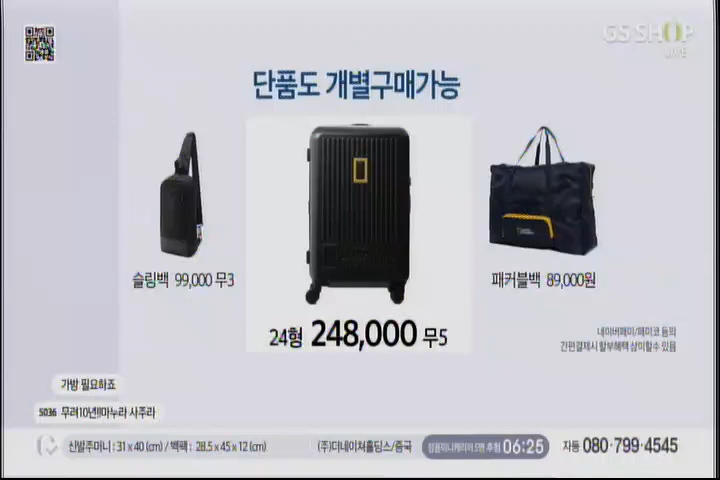 GS SHOP
LIVE
단품도 개별구매가능
슬링백 99,000 무3
24형 248,000 무5
패커블백 89,000원
네이버페이/페이코 등의
간편결제시 할부혜택 상이할수 있음
가방 필요하죠
5036 무려10년!!마누라 사주라
신발주머니 : 31 x 40 (cm) / 백팩 : 28.5 x 45 x 12 (cm)
(주)더네이쳐홀딩스/중국
06:25
자동 080·799·4545